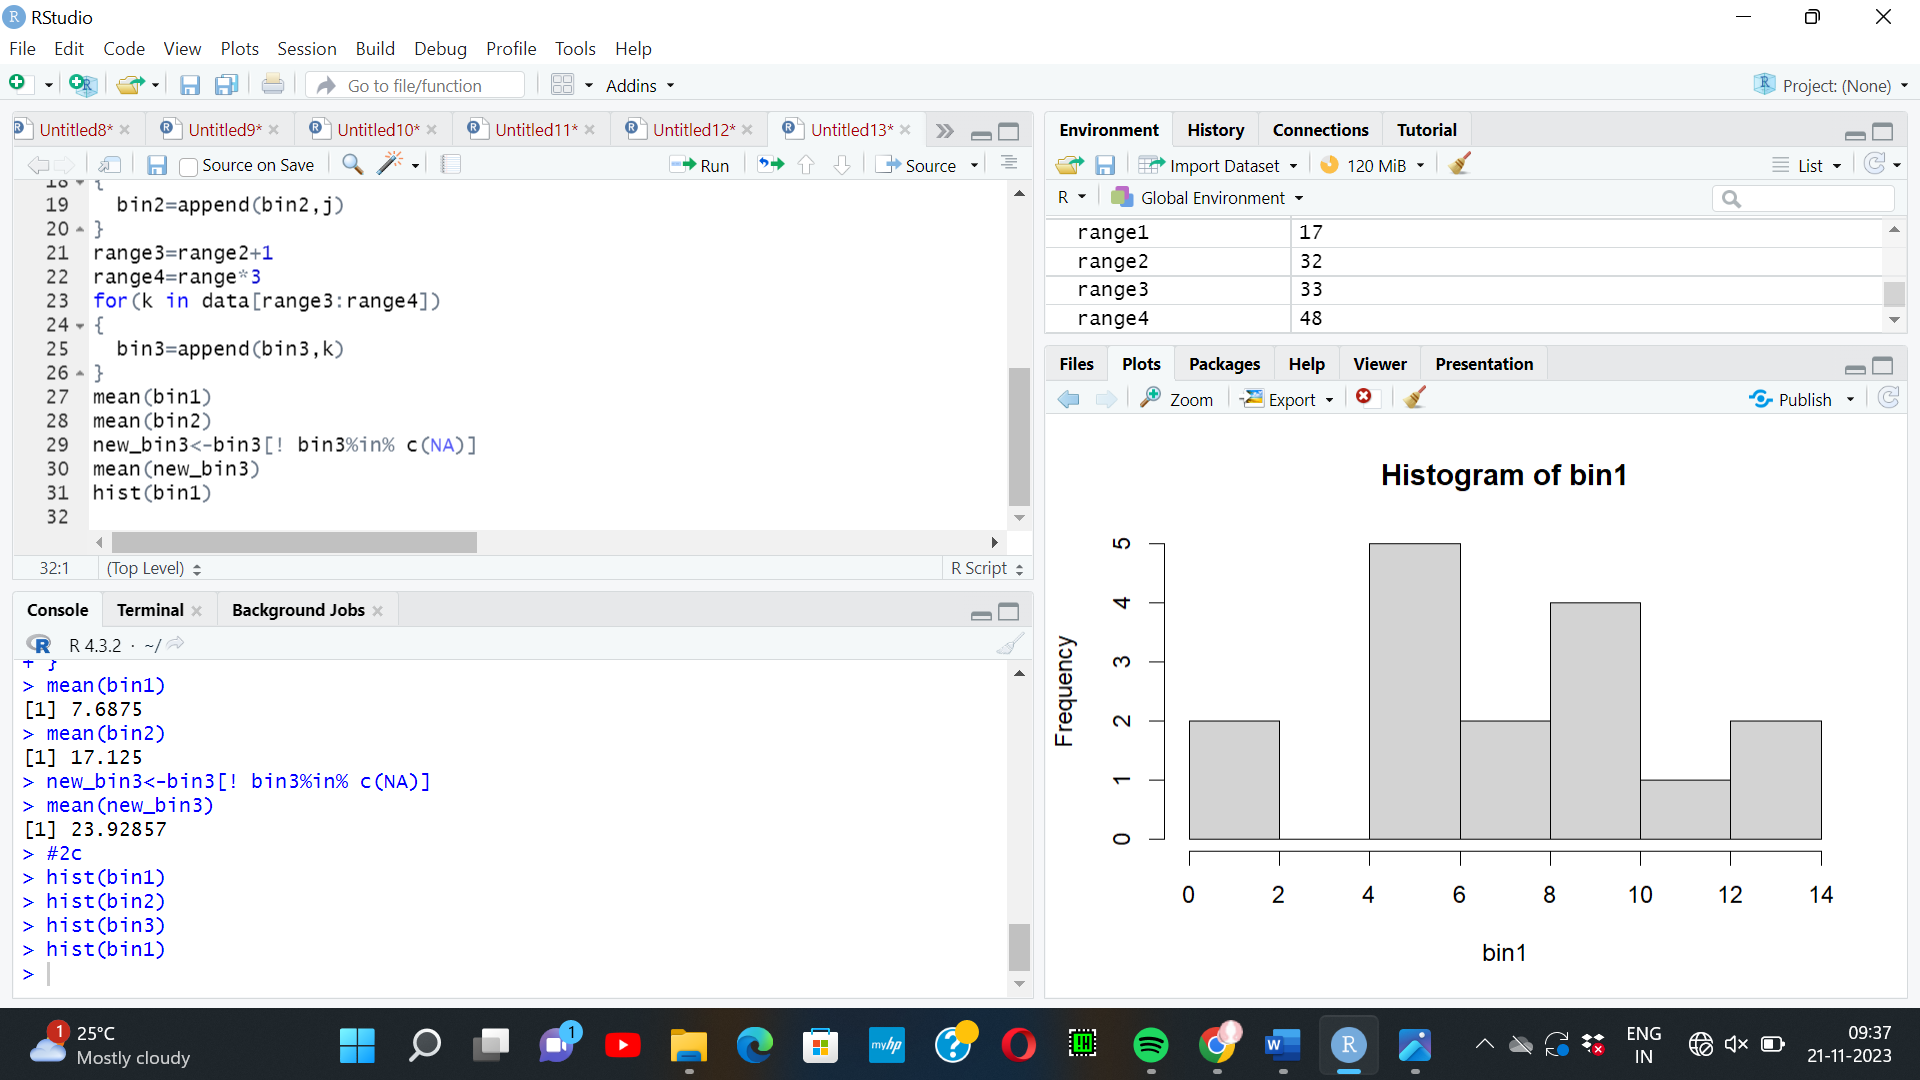 RStudio
File Edit Code View Plots Session Build Debug Profile Tools Help
Go to file/function Addins Project: (None)
Untitled8* Untitled9* Untitled10* Untitled11* Untitled12* Untitled13*
Source on Save Run Source
18 {
19 bin2=append(bin2,j)
20 }
21 range3=range2+1
22 range4=range*3
23 for(k in data[range3:range4])
24 {
25 bin3=append(bin3,k)
26 }
27 mean(bin1)
28 mean(bin2)
29 new_bin3<-bin3[! bin3%in% c(NA)]
30 mean(new_bin3)
31 hist(bin1)
32
32:1 (Top Level) R Script
Console Terminal Background Jobs
R 4.3.2 · ~/
+ }
> mean(bin1)
[1] 7.6875
> mean(bin2)
[1] 17.125
> new_bin3<-bin3[! bin3%in% c(NA)]
> mean(new_bin3)
[1] 23.92857
> #2c
> hist(bin1)
> hist(bin2)
> hist(bin3)
> hist(bin1)
>
Environment History Connections Tutorial
Import Dataset 120 MiB List
R Global Environment
range1 17
range2 32
range3 33
range4 48
Files Plots Packages Help Viewer Presentation
Zoom Export Publish
Histogram of bin1
Frequency
5
4
3
2
1
0
0 2 4 6 8 10 12 14
bin1
1 25°C
Mostly cloudy
1
myhp
ENG
IN
09:37
21-11-2023